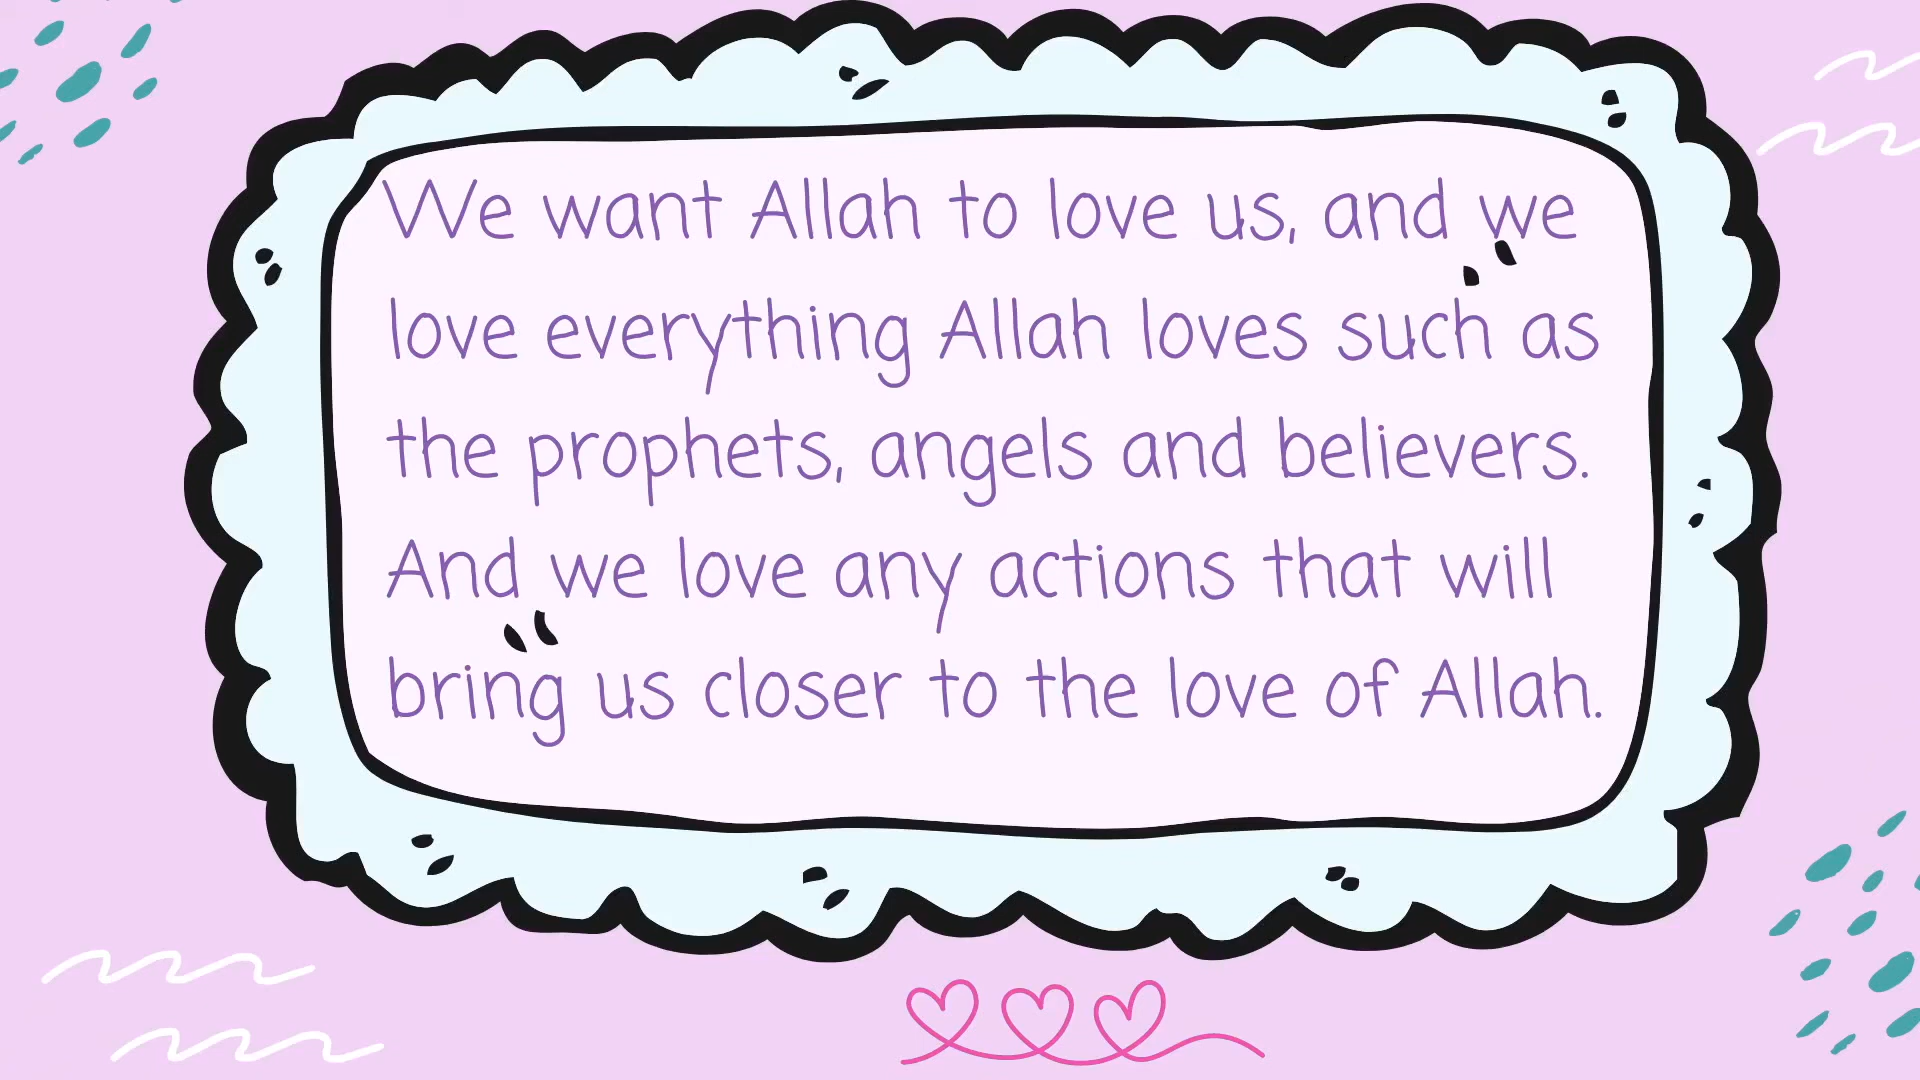 We want Allah to love us, and we
love everything Allah loves such as
the prophets, angels and believers.
And we love any actions that will
bring us closer to the love of Allah.